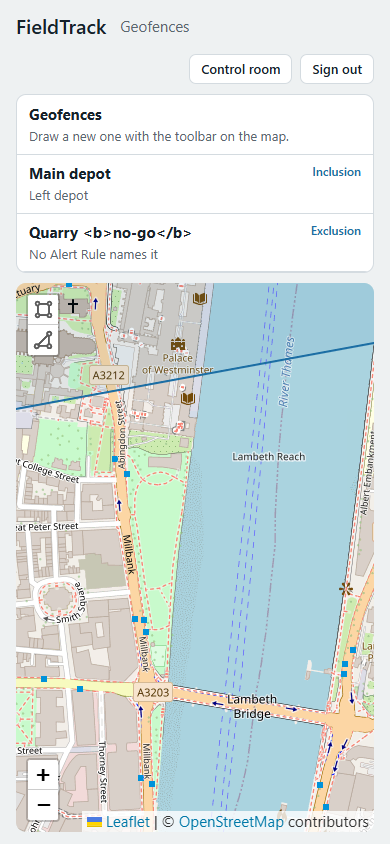 FieldTrack Geofences
Control room Sign out
Geofences
Draw a new one with the toolbar on the map.
Main depot Inclusion
Left depot
Quarry <b>no-go</b> Exclusion
No Alert Rule names it
Palace
of Westminster
A3212
River Thames
Abingdon Street
Lambeth Reach
College Street
Albert Embankment
Peter Street
Millbank
Smith Square
Millbank
A3203
Lambeth
Bridge
Street
Thorney Street
Millbank
+
−
Leaflet | © OpenStreetMap contributors